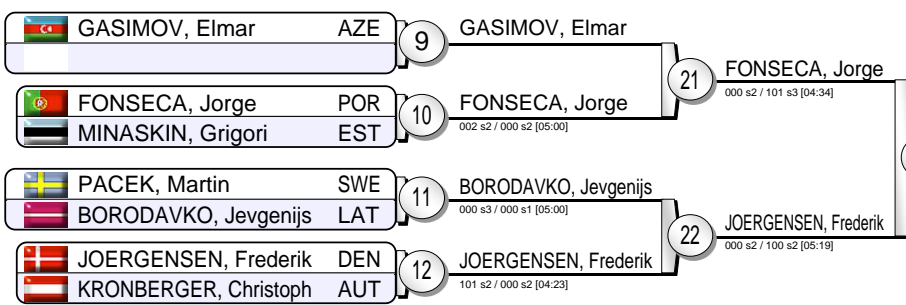 GASIMOV, Elmar AZE
9
GASIMOV, Elmar
FONSECA, Jorge POR
MINASKIN, Grigori EST
10
FONSECA, Jorge
002 s2 / 000 s2 [05:00]
21
FONSECA, Jorge
000 s2 / 101 s3 [04:34]
PACEK, Martin SWE
BORODAVKO, Jevgenijs LAT
11
BORODAVKO, Jevgenijs
000 s3 / 000 s1 [05:00]
JOERGENSEN, Frederik DEN
KRONBERGER, Christoph AUT
12
JOERGENSEN, Frederik
101 s2 / 000 s2 [04:23]
22
JOERGENSEN, Frederik
000 s2 / 100 s2 [05:19]